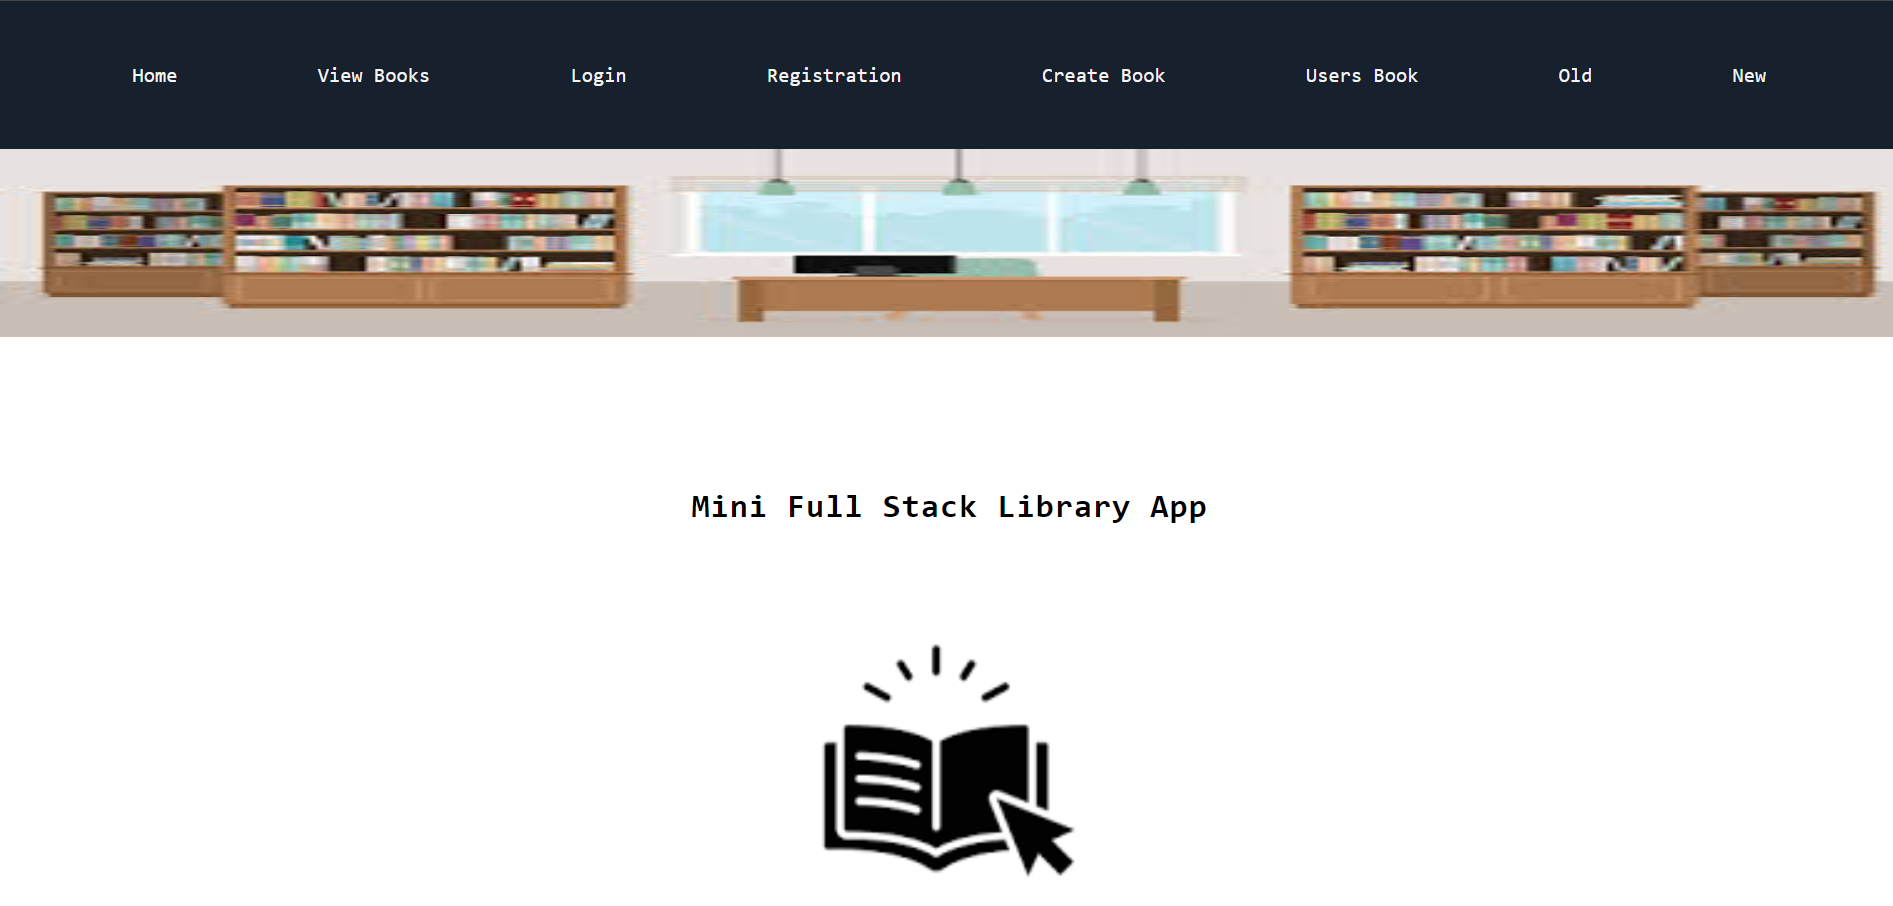 Home View Books Login Registration Create Book Users Book Old New
Mini Full Stack Library App